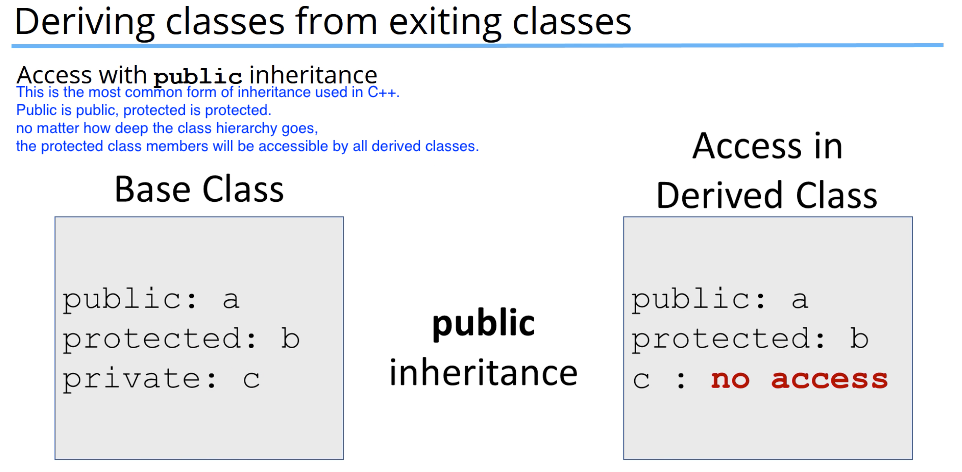 Deriving classes from exiting classes
Access with public inheritance
This is the most common form of inheritance used in C++.
Public is public, protected is protected.
no matter how deep the class hierarchy goes,
the protected class members will be accessible by all derived classes.
Base Class
public: a
protected: b
private: c
public
inheritance
Access in
Derived Class
public: a
protected: b
c : no access